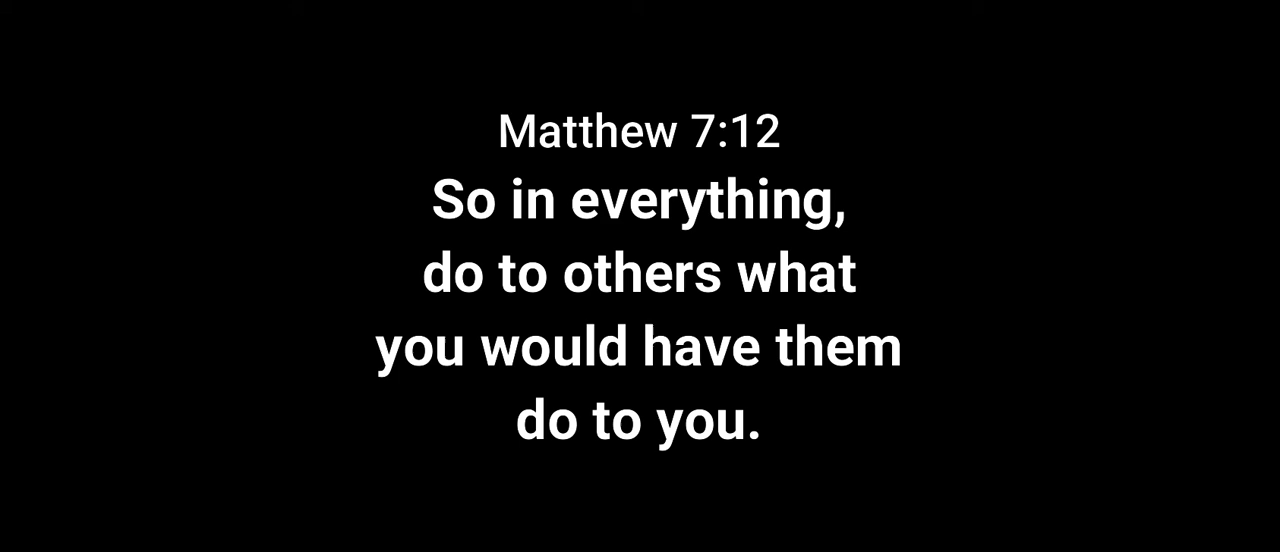 Matthew 7:12
So in everything,
do to others what
you would have them
do to you.